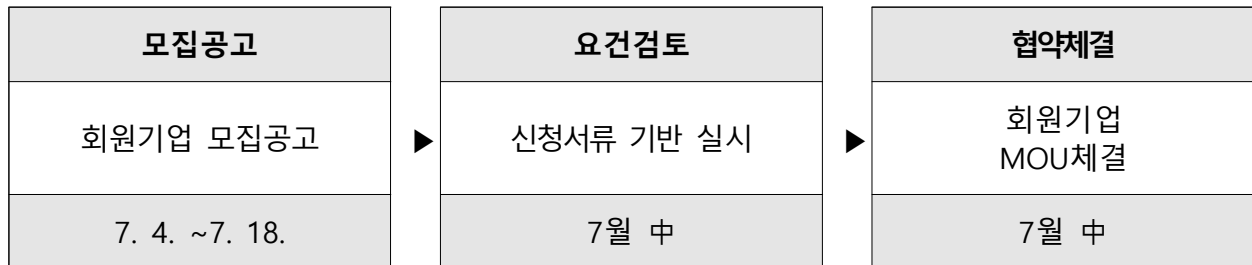 모집공고
회원기업 모집공고
7. 4. ~7. 18.
▶
요건검토
신청서류 기반 실시
7월 中
▶
협약체결
회원기업
MOU체결
7월 中